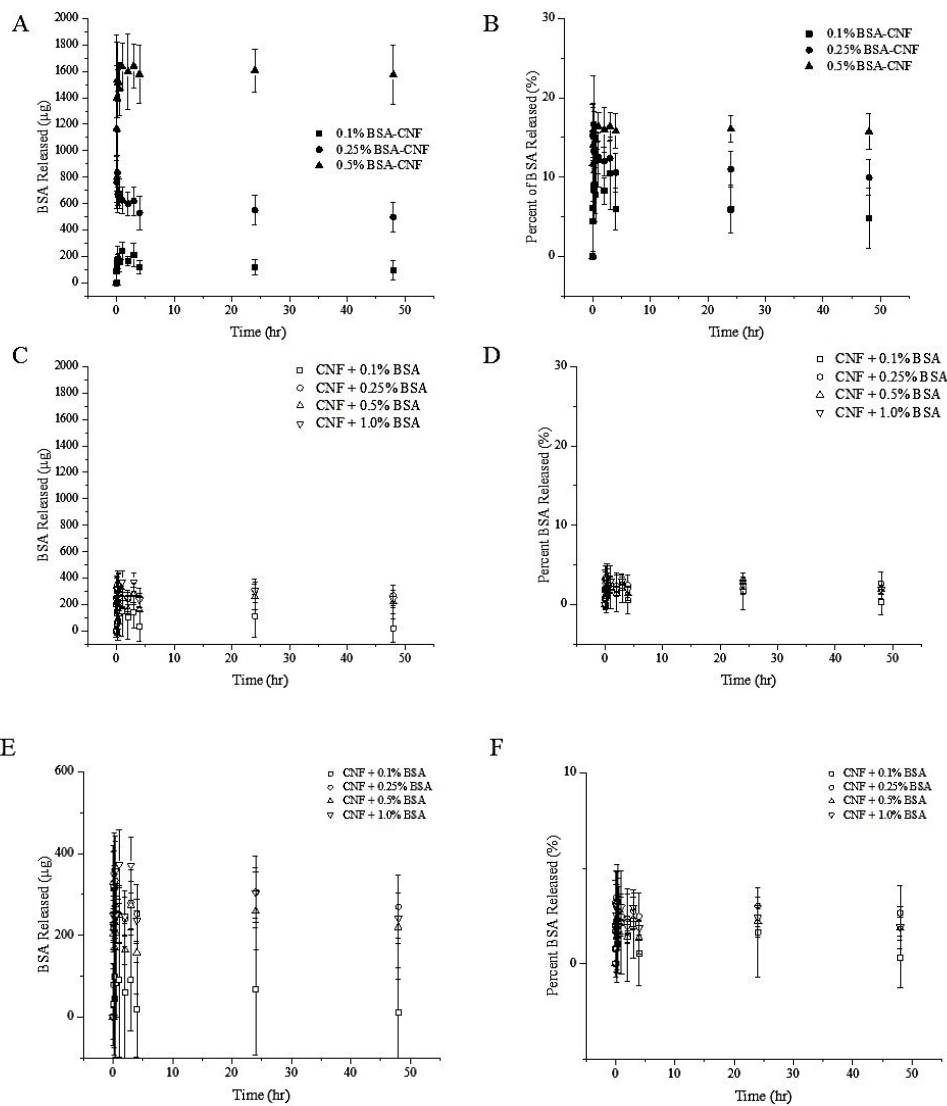 A
BSA Released (µg)
2000
1800
1600
1400
1200
1000
800
600
400
200
0
0.1% BSA-CNF
0.25% BSA-CNF
0.5% BSA-CNF
0 10 20 30 40 50
Time (hr)
B
Percent of BSA Released (%)
30
20
10
0
0.1% BSA-CNF
0.25% BSA-CNF
0.5% BSA-CNF
0 10 20 30 40 50
Time (hr)
C
BSA Released (µg)
2000
1800
1600
1400
1200
1000
800
600
400
200
0
CNF + 0.1% BSA
CNF + 0.25% BSA
CNF + 0.5% BSA
CNF + 1.0% BSA
0 10 20 30 40 50
Time (hr)
D
Percent BSA Released (%)
30
20
10
0
CNF + 0.1% BSA
CNF + 0.25% BSA
CNF + 0.5% BSA
CNF + 1.0% BSA
0 10 20 30 40 50
Time (hr)
E
BSA Released (µg)
600
400
200
0
CNF + 0.1% BSA
CNF + 0.25% BSA
CNF + 0.5% BSA
CNF + 1.0% BSA
0 10 20 30 40 50
Time (hr)
F
Percent BSA Released (%)
10
0
CNF + 0.1% BSA
CNF + 0.25% BSA
CNF + 0.5% BSA
CNF + 1.0% BSA
0 10 20 30 40 50
Time (hr)